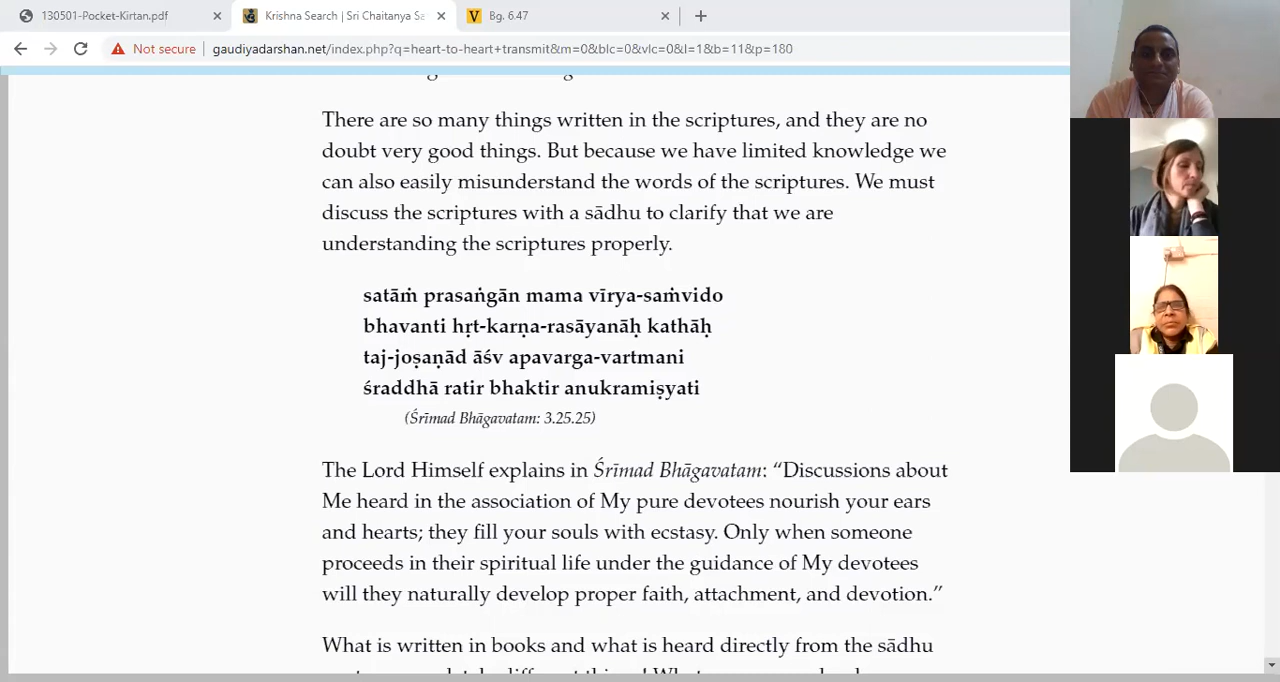 130501-Pocket-Kirtan.pdf
Krishna Search | Sri Chaitanya Sa
Bg. 6.47
Not secure
gaudiyadarshan.net/index.php?q=heart-to-heart+transmit&m=0&blc=0&vlc=0&l=1&b=11&p=180
There are so many things written in the scriptures, and they are no
doubt very good things. But because we have limited knowledge we
can also easily misunderstand the words of the scriptures. We must
discuss the scriptures with a sādhu to clarify that we are
understanding the scriptures properly.
satāṁ prasaṅgān mama vīrya-saṁvido
bhavanti hṛt-karṇa-rasāyanāḥ kathāḥ
taj-joṣaṇād āśv apavarga-vartmani
śraddhā ratir bhaktir anukramiṣyati
(Śrīmad Bhāgavatam: 3.25.25)
The Lord Himself explains in Śrīmad Bhāgavatam: “Discussions about
Me heard in the association of My pure devotees nourish your ears
and hearts; they fill your souls with ecstasy. Only when someone
proceeds in their spiritual life under the guidance of My devotees
will they naturally develop proper faith, attachment, and devotion.”
What is written in books and what is heard directly from the sādhu